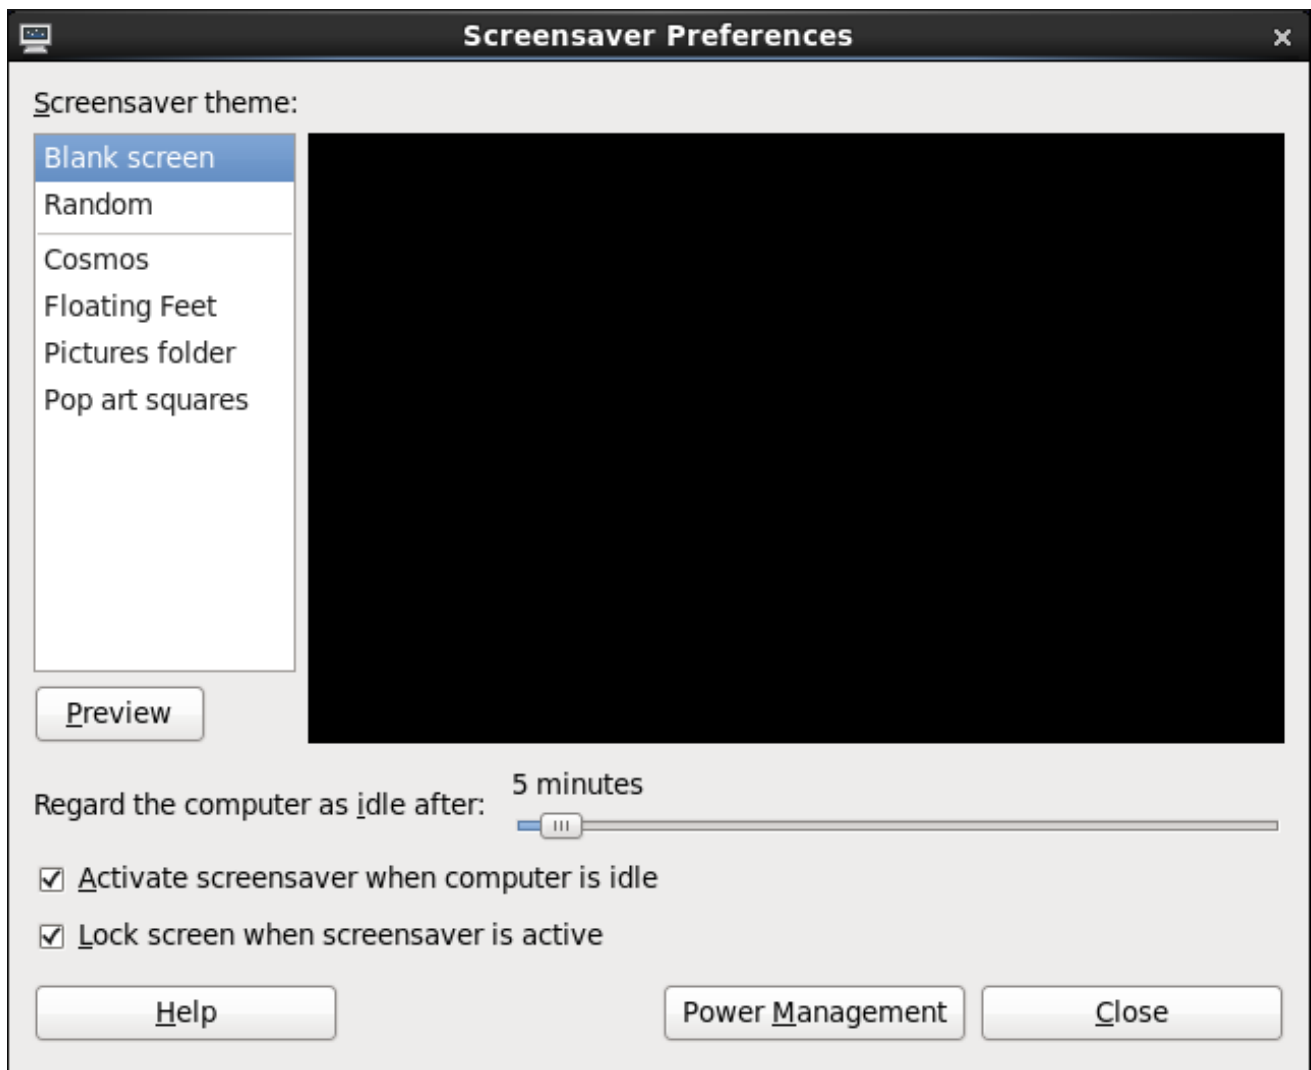 Screensaver Preferences
Screensaver theme:
Blank screen
Random
Cosmos
Floating Feet
Pictures folder
Pop art squares
Preview
Regard the computer as idle after:
5 minutes
Activate screensaver when computer is idle
Lock screen when screensaver is active
Help
Power Management
Close